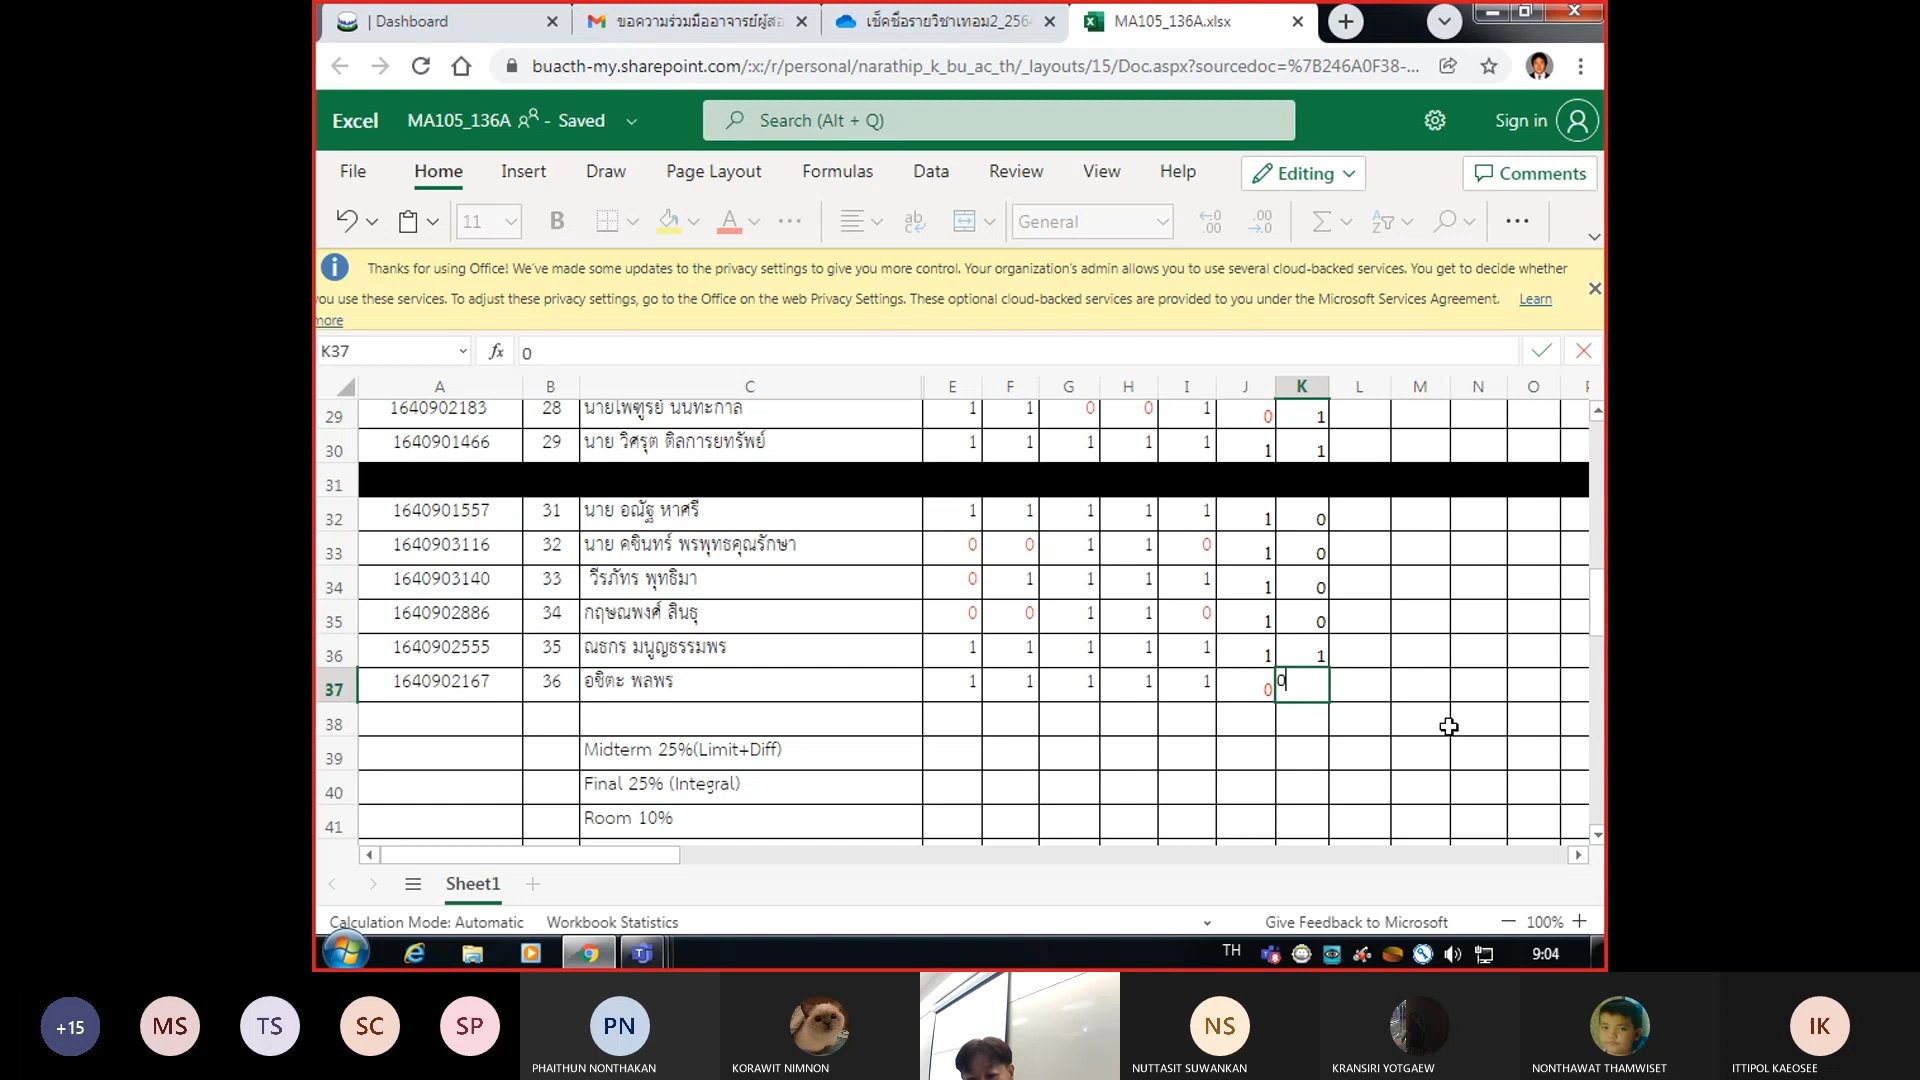 | Dashboard
ขอความร่วมมืออาจารย์ผู้สอ
เช็คชื่อรายวิชาเทอม2_256
MA105_136A.xlsx
buacth-my.sharepoint.com/:x:/r/personal/narathip_k_bu_ac_th/_layouts/15/Doc.aspx?sourcedoc=%7B246A0F38-...
Excel MA105_136A - Saved Search (Alt + Q) Sign in
File Home Insert Draw Page Layout Formulas Data Review View Help Editing Comments
11 B A ab General
Thanks for using Office! We've made some updates to the privacy settings to give you more control. Your organization's admin allows you to use several cloud-backed services. You get to decide whether
you use these services. To adjust these privacy settings, go to the Office on the web Privacy Settings. These optional cloud-backed services are provided to you under the Microsoft Services Agreement. Learn
more
K37 fx 0
A B C E F G H I J K L M N O
29 1640902183 28 นายไพฑูรย์ นนทะกาล 1 1 0 0 1 0 1
30 1640901466 29 นาย วิศรุต ติลการยทรัพย์ 1 1 1 1 1 1 1
31
32 1640901557 31 นาย อณัฐ หาศรี 1 1 1 1 1 1 0
33 1640903116 32 นาย คชินทร์ พรพุทธคุณรักษา 0 0 1 1 0 1 0
34 1640903140 33 วีรภัทร พุทธิมา 0 1 1 1 1 1 0
35 1640902886 34 กฤษณพงศ์ สินธุ 0 0 1 1 0 1 0
36 1640902555 35 ณธกร มนูญธรรมพร 1 1 1 1 1 1 1
37 1640902167 36 อชิตะ พลพร 1 1 1 1 1 0 0
38
39 Midterm 25%(Limit+Diff)
40 Final 25% (Integral)
41 Room 10%
Sheet1
Calculation Mode: Automatic Workbook Statistics Give Feedback to Microsoft 100%
TH 9:04
+15 MS TS SC SP PN NS IK
PHAITHUN NONTHAKAN KORAWIT NIMNON NUTTASIT SUWANKAN KRANSIRI YOTGAEW NONTHAWAT THAMWISET ITTIPOL KAEOSEE